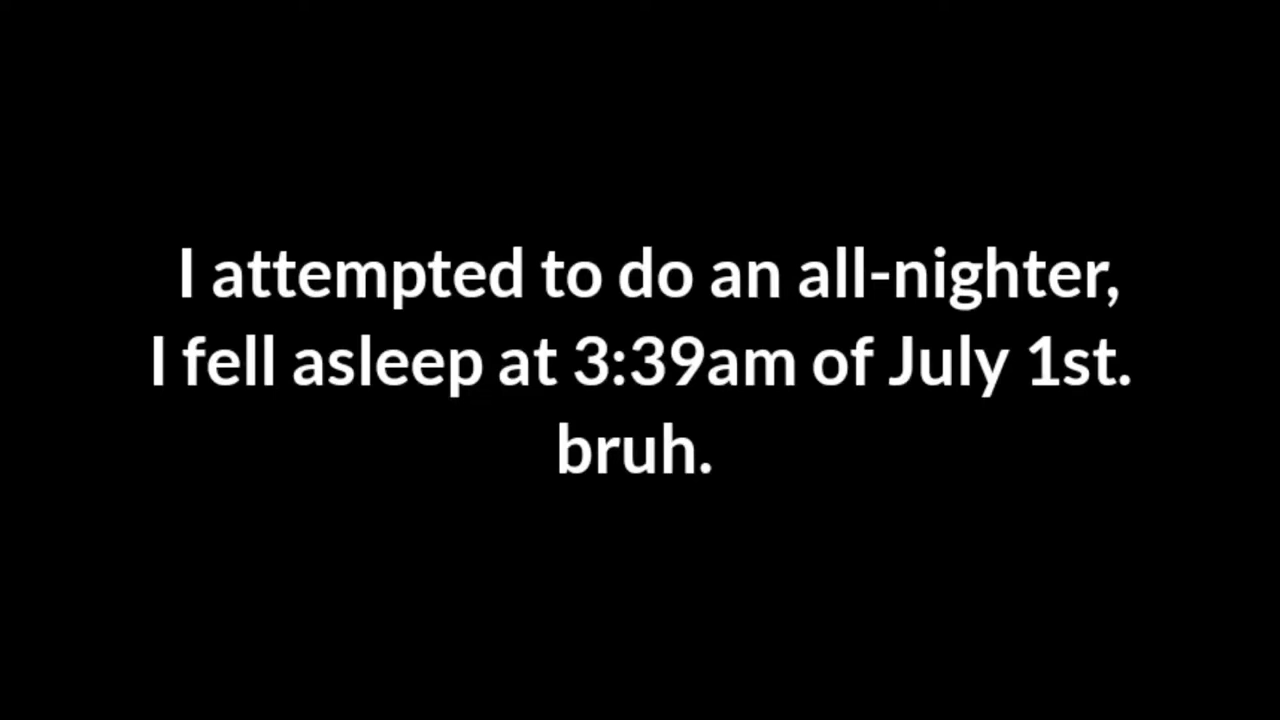 I attempted to do an all-nighter,
I fell asleep at 3:39am of July 1st.
bruh.